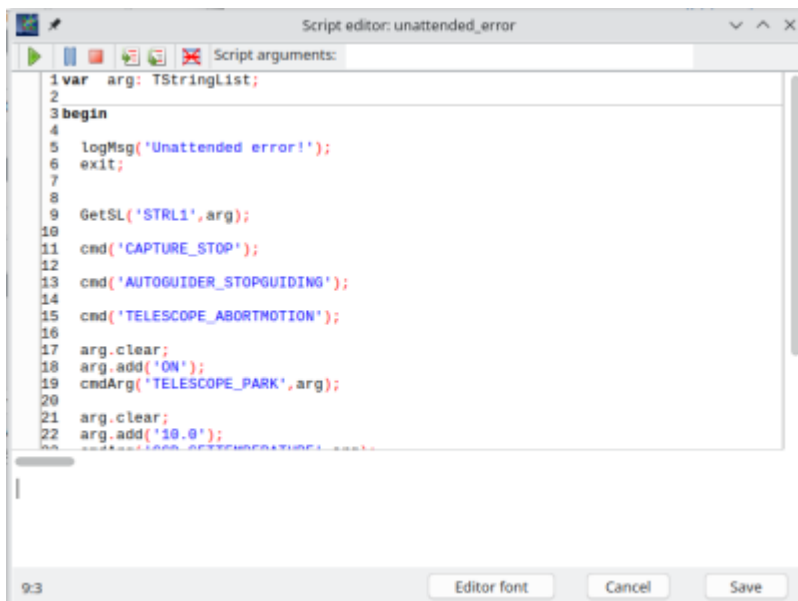 Script editor: unattended_error
Script arguments:
1 var  arg: TStringList;
2
3 begin
4
5   logMsg('Unattended error!');
6   exit;
7
8
9   GetSL('STRL1',arg);
10
11   cmd('CAPTURE_STOP');
12
13   cmd('AUTOGUIDER_STOPGUIDING');
14
15   cmd('TELESCOPE_ABORTMOTION');
16
17   arg.clear;
18   arg.add('ON');
19   cmdArg('TELESCOPE_PARK',arg);
20
21   arg.clear;
22   arg.add('10.0');
9:3
Editor font
Cancel
Save